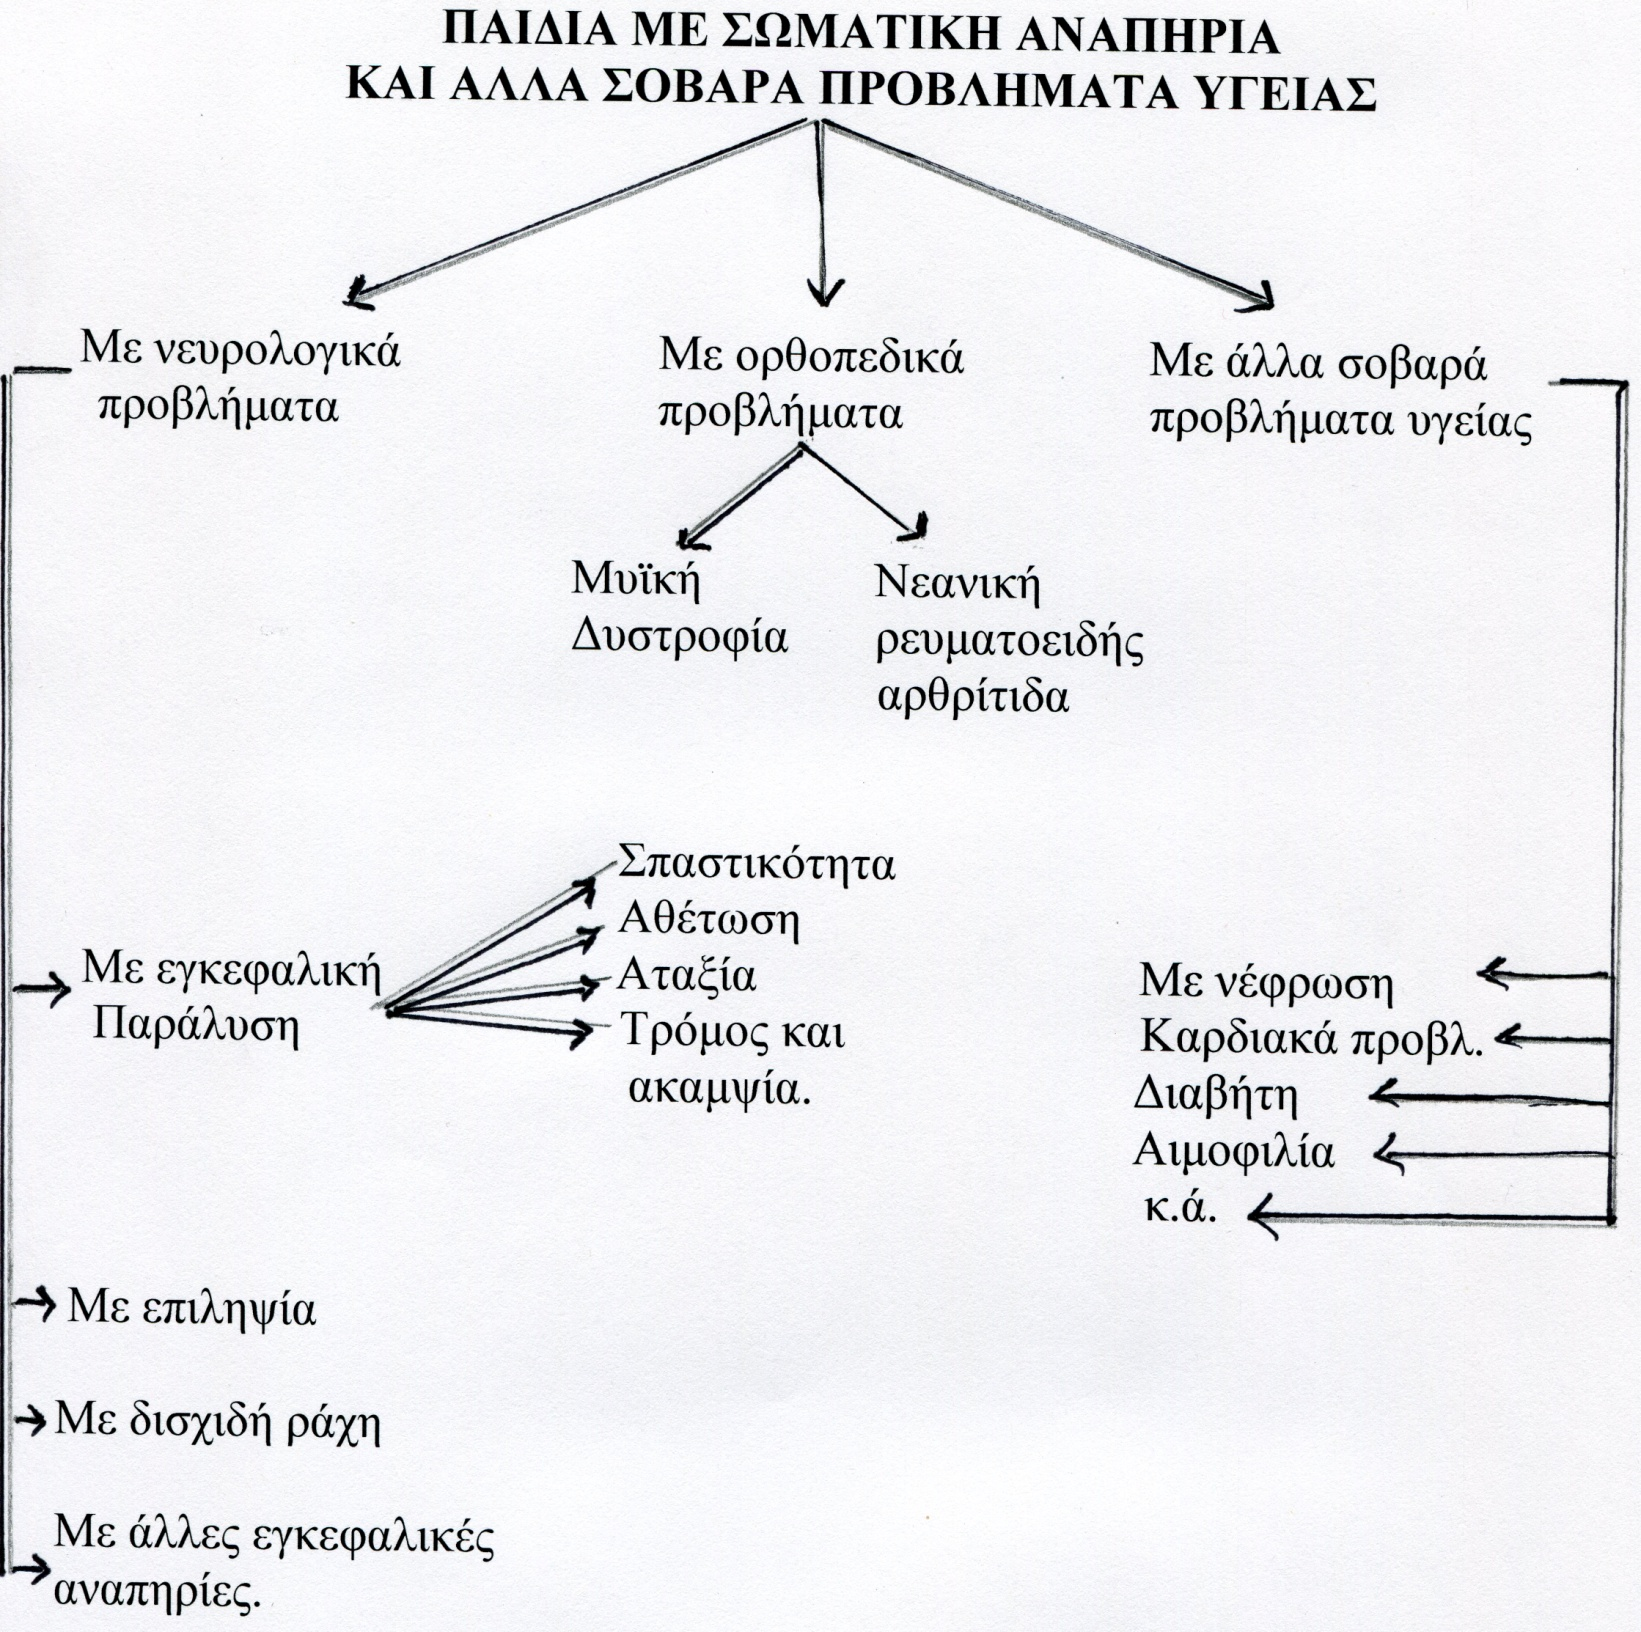 ΠΑΙΔΙΑ ΜΕ ΣΩΜΑΤΙΚΗ ΑΝΑΠΗΡΙΑ
ΚΑΙ ΑΛΛΑ ΣΟΒΑΡΑ ΠΡΟΒΛΗΜΑΤΑ ΥΓΕΙΑΣ
Με νευρολογικά
προβλήματα
Με ορθοπεδικά
προβλήματα
Με άλλα σοβαρά
προβλήματα υγείας
Μυϊκή
Δυστροφία
Νεανική
ρευματοειδής
αρθρίτιδα
Με εγκεφαλική
Παράλυση
Σπαστικότητα
Αθέτωση
Αταξία
Τρόμος και
ακαμψία.
Με νέφρωση
Καρδιακά προβλ.
Διαβήτη
Αιμοφιλία
κ.ά.
Με επιληψία
Με δισχιδή ράχη
Με άλλες εγκεφαλικές
αναπηρίες.